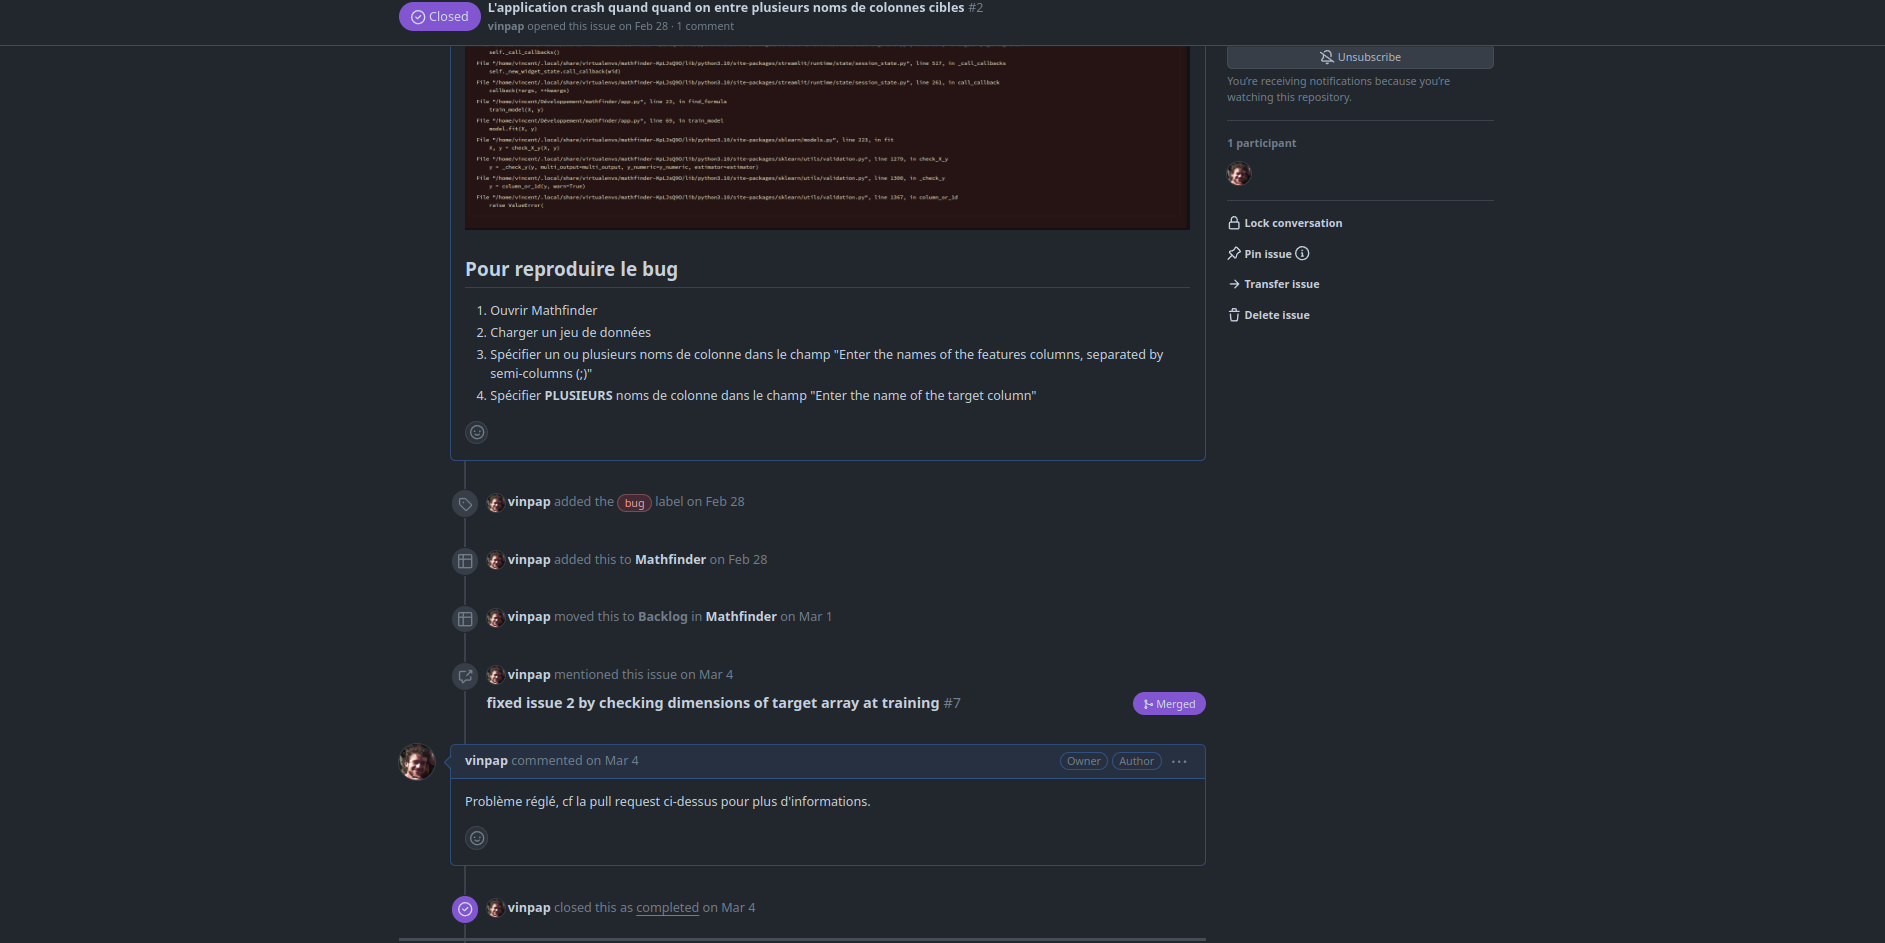 Closed
L'application crash quand quand on entre plusieurs noms de colonnes cibles #2
vinpap opened this issue on Feb 28 · 1 comment
self._call_callbacks()
File "/home/vincent/.local/share/virtualenvs/mathfinder-KpLJsQ9D/lib/python3.10/site-packages/streamlit/runtime/state/session_state.py", line 517, in _call_callbacks
self._new_widget_state.call_callback(wid)
File "/home/vincent/.local/share/virtualenvs/mathfinder-KpLJsQ9D/lib/python3.10/site-packages/streamlit/runtime/state/session_state.py", line 261, in call_callback
callback(*args, **kwargs)
File "/home/vincent/Développement/mathfinder/app.py", line 23, in find_formula
train_model(X, y)
File "/home/vincent/Développement/mathfinder/app.py", line 69, in train_model
model.fit(X, y)
File "/home/vincent/.local/share/virtualenvs/mathfinder-KpLJsQ9D/lib/python3.10/site-packages/sklearn/models.py", line 223, in fit
X, y = check_X_y(X, y)
File "/home/vincent/.local/share/virtualenvs/mathfinder-KpLJsQ9D/lib/python3.10/site-packages/sklearn/utils/validation.py", line 1279, in check_X_y
y = _check_y(y, multi_output=multi_output, y_numeric=y_numeric, estimator=estimator)
File "/home/vincent/.local/share/virtualenvs/mathfinder-KpLJsQ9D/lib/python3.10/site-packages/sklearn/utils/validation.py", line 1300, in _check_y
y = column_or_1d(y, warn=True)
File "/home/vincent/.local/share/virtualenvs/mathfinder-KpLJsQ9D/lib/python3.10/site-packages/sklearn/utils/validation.py", line 1367, in column_or_1d
raise ValueError(
Pour reproduire le bug
1. Ouvrir Mathfinder
2. Charger un jeu de données
3. Spécifier un ou plusieurs noms de colonne dans le champ "Enter the names of the features columns, separated by
semi-columns (;)"
4. Spécifier PLUSIEURS noms de colonne dans le champ "Enter the name of the target column"
vinpap added the bug label on Feb 28
vinpap added this to Mathfinder on Feb 28
vinpap moved this to Backlog in Mathfinder on Mar 1
vinpap mentioned this issue on Mar 4
fixed issue 2 by checking dimensions of target array at training #7
Merged
vinpap commented on Mar 4
Owner
Author
Problème réglé, cf la pull request ci-dessus pour plus d'informations.
vinpap closed this as completed on Mar 4
Unsubscribe
You're receiving notifications because you're
watching this repository.
1 participant
Lock conversation
Pin issue
Transfer issue
Delete issue